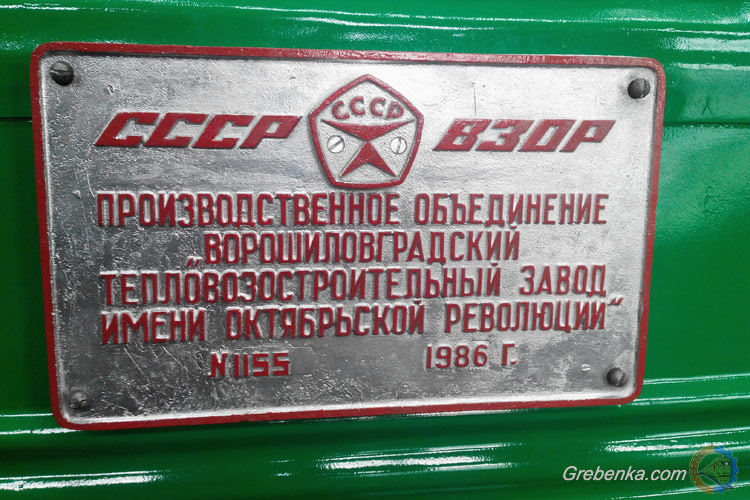 СССР СССР ВЗОР
ПРОИЗВОДСТВЕННОЕ ОБЪЕДИНЕНИЕ
„ВОРОШИЛОВГРАДСКИЙ
ТЕПЛОВОЗОСТРОИТЕЛЬНЫЙ ЗАВОД
ИМЕНИ ОКТЯБРЬСКОЙ РЕВОЛЮЦИИ“
N1155 1986 Г.
Grebenka.com